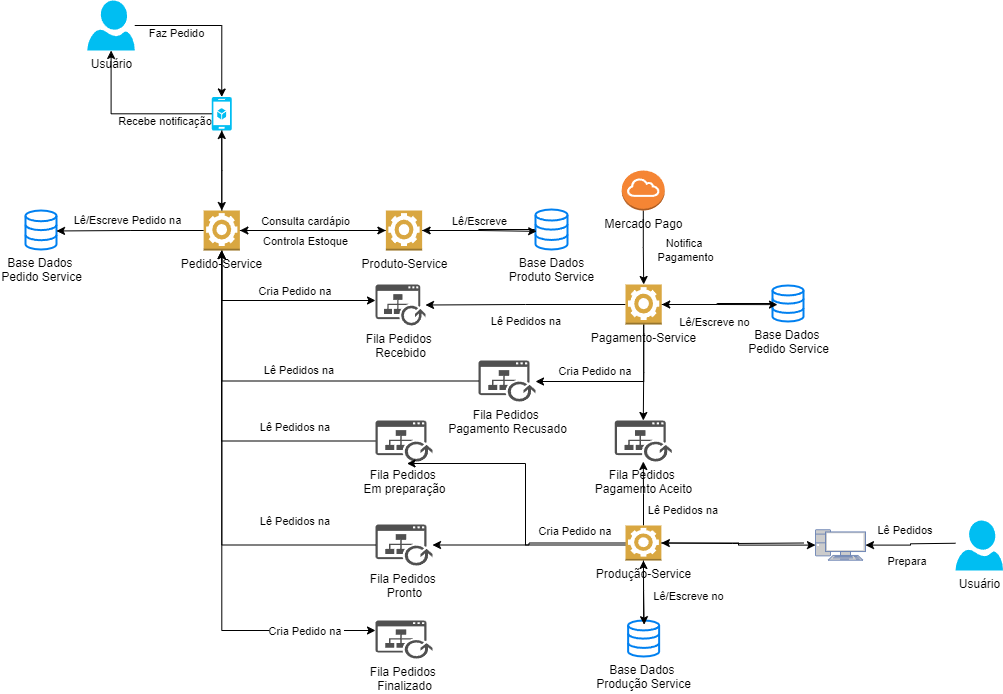 Faz Pedido
Usuário
Recebe notificação
Lê/Escreve Pedido na
Consulta cardápio
Controla Estoque
Lê/Escreve
Mercado Pago
Notifica
Pagamento
Base Dados
Pedido Service
Pedido-Service
Produto-Service
Base Dados
Produto Service
Cria Pedido na
Lê Pedidos na
Lê/Escreve no
Fila Pedidos
Recebido
Pagamento-Service
Base Dados
Pedido Service
Lê Pedidos na
Cria Pedido na
Fila Pedidos
Pagamento Recusado
Lê Pedidos na
Fila Pedidos
Em preparação
Fila Pedidos
Pagamento Aceito
Lê Pedidos na
Lê Pedidos na
Cria Pedido na
Lê Pedidos
Prepara
Fila Pedidos
Pronto
Produção-Service
Usuário
Lê/Escreve no
Cria Pedido na
Fila Pedidos
Finalizado
Base Dados
Produção Service